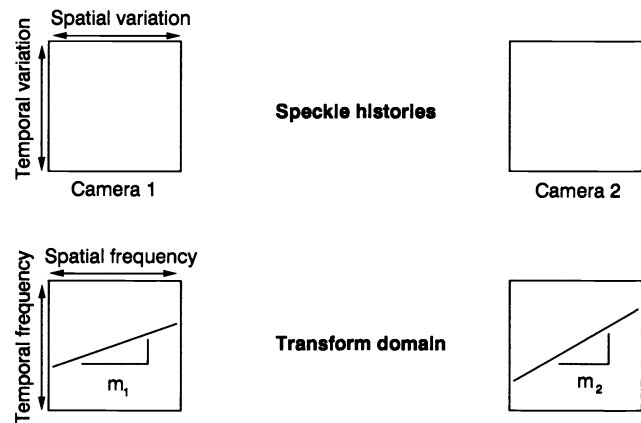 Spatial variation
Temporal variation
Speckle histories
Camera 1
Camera 2
Spatial frequency
Temporal frequency
Transform domain
m1
m2